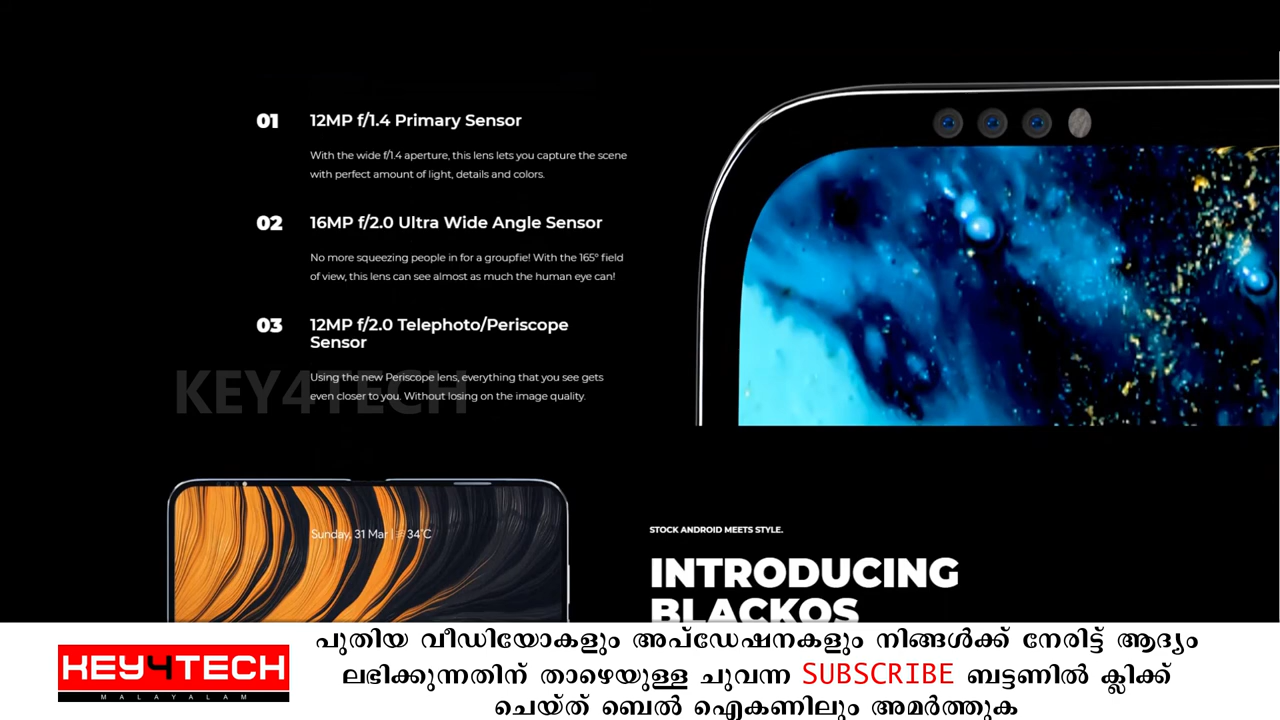 01
12MP f/1.4 Primary Sensor
With the wide f/1.4 aperture, this lens lets you capture the scene
with perfect amount of light, details and colors.
02
16MP f/2.0 Ultra Wide Angle Sensor
No more squeezing people in for a groupfie! With the 165° field
of view, this lens can see almost as much the human eye can!
03
12MP f/2.0 Telephoto/Periscope
Sensor
Using the new Periscope lens, everything that you see gets
even closer to you. Without losing on the image quality.
KEY4TECH
Sunday, 31 Mar | 34°C
STOCK ANDROID MEETS STYLE.
INTRODUCING
BLACKOS
KEY4TECH
MALAYALAM
പുതിയ വീഡിയോകളും അപ്ഡേഷനകളും നിങ്ങൾക്ക് നേരിട്ട് ആദ്യം
ലഭിക്കുന്നതിന് താഴെയുള്ള ചുവന്ന SUBSCRIBE ബട്ടണിൽ ക്ലിക്ക്
ചെയ്ത് ബെൽ ഐകണിലും അമർത്തുക